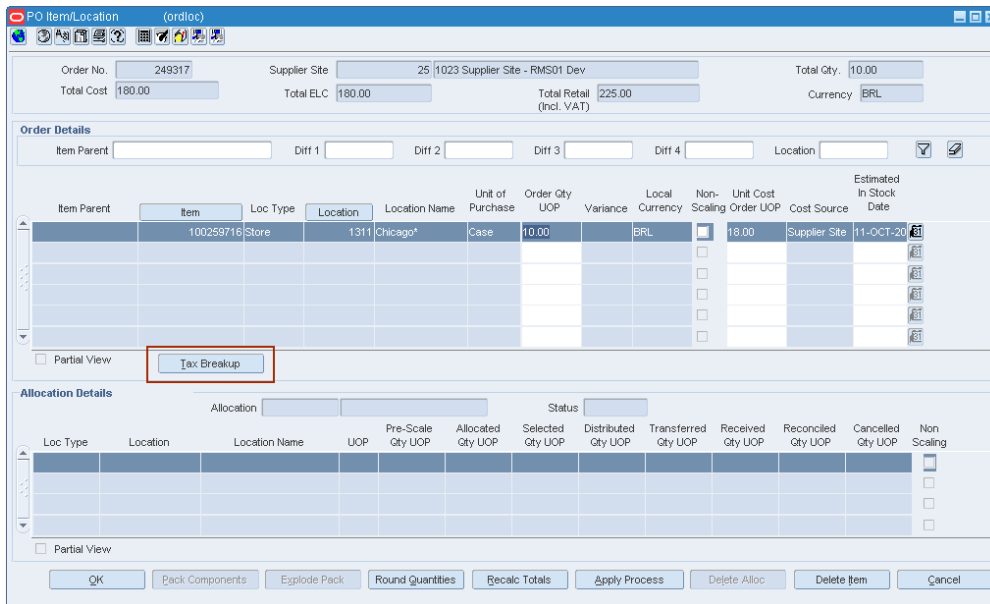 PO Item/Location (ordloc)
Order No. 249317 Supplier Site 25 1023 Supplier Site - RMS01 Dev Total Qty. 10.00
Total Cost 180.00 Total ELC 180.00 Total Retail (Incl. VAT) 225.00 Currency BRL
Order Details
Item Parent Diff 1 Diff 2 Diff 3 Diff 4 Location
Item Parent Item Loc Type Location Location Name Unit of Purchase Order Qty UOP Variance Local Currency Non-Scaling Unit Cost Order UOP Cost Source Estimated In Stock Date
100259716 Store 1311 Chicago* Case 10.00 BRL 18.00 Supplier Site 11-OCT-20
Partial View Tax Breakup
Allocation Details
Allocation Status
Loc Type Location Location Name UOP Pre-Scale Qty UOP Allocated Qty UOP Selected Qty UOP Distributed Qty UOP Transferred Qty UOP Received Qty UOP Reconciled Qty UOP Cancelled Qty UOP Non Scaling
Partial View
OK Pack Components Explode Pack Round Quantities Recalc Totals Apply Process Delete Alloc Delete Item Cancel